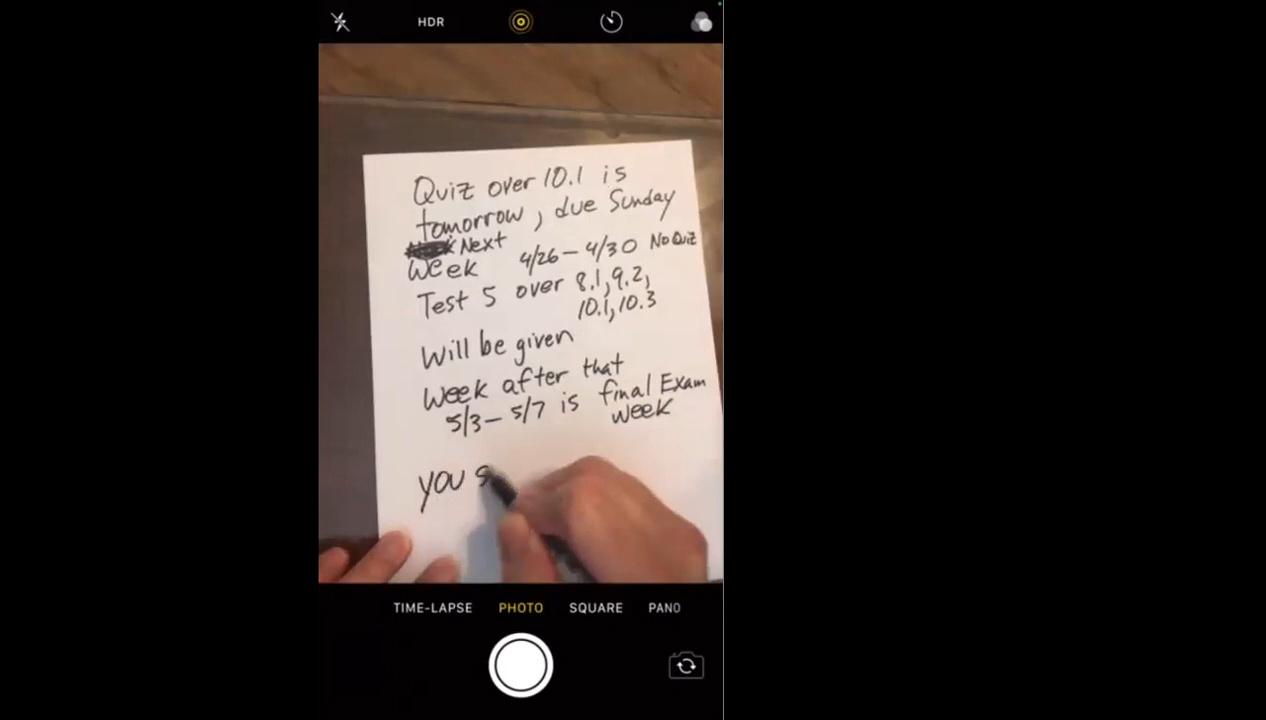 HDR
Quiz over 10.1 is
tomorrow, due Sunday
Next
Week 4/26 - 4/30 No Quiz
Test 5 over 8.1, 9.2,
10.1, 10.3
Will be given
Week after that
5/3 - 5/7 is final Exam
week
you s
TIME-LAPSE PHOTO SQUARE PANO